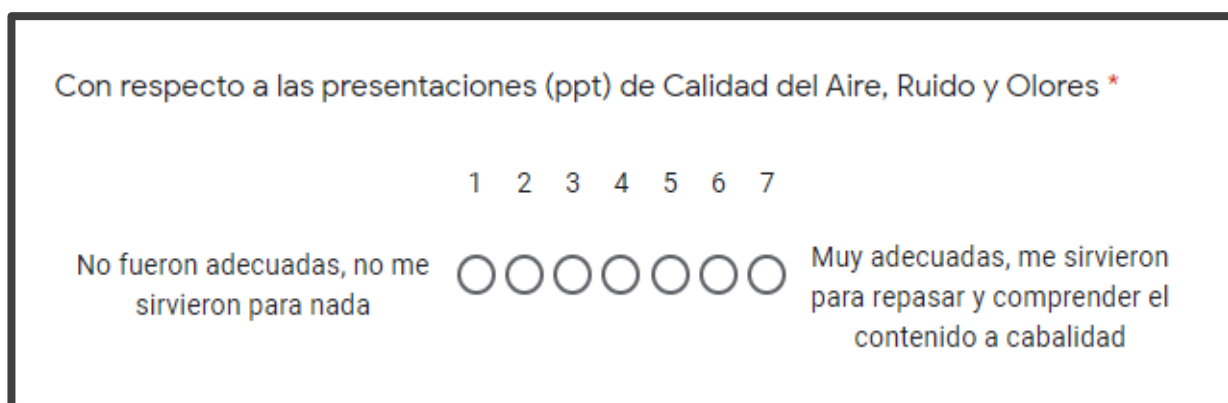 Con respecto a las presentaciones (ppt) de Calidad del Aire, Ruido y Olores *
1 2 3 4 5 6 7
No fueron adecuadas, no me
sirvieron para nada
Muy adecuadas, me sirvieron
para repasar y comprender el
contenido a cabalidad